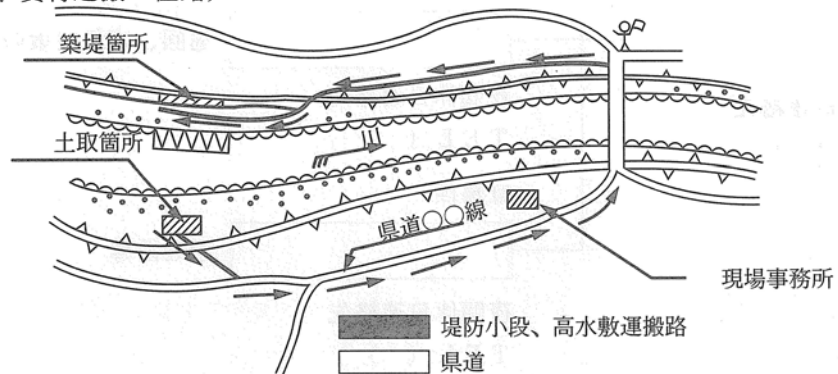 築堤箇所
土取箇所
県道○○線
現場事務所
堤防小段、高水敷運搬路
県道